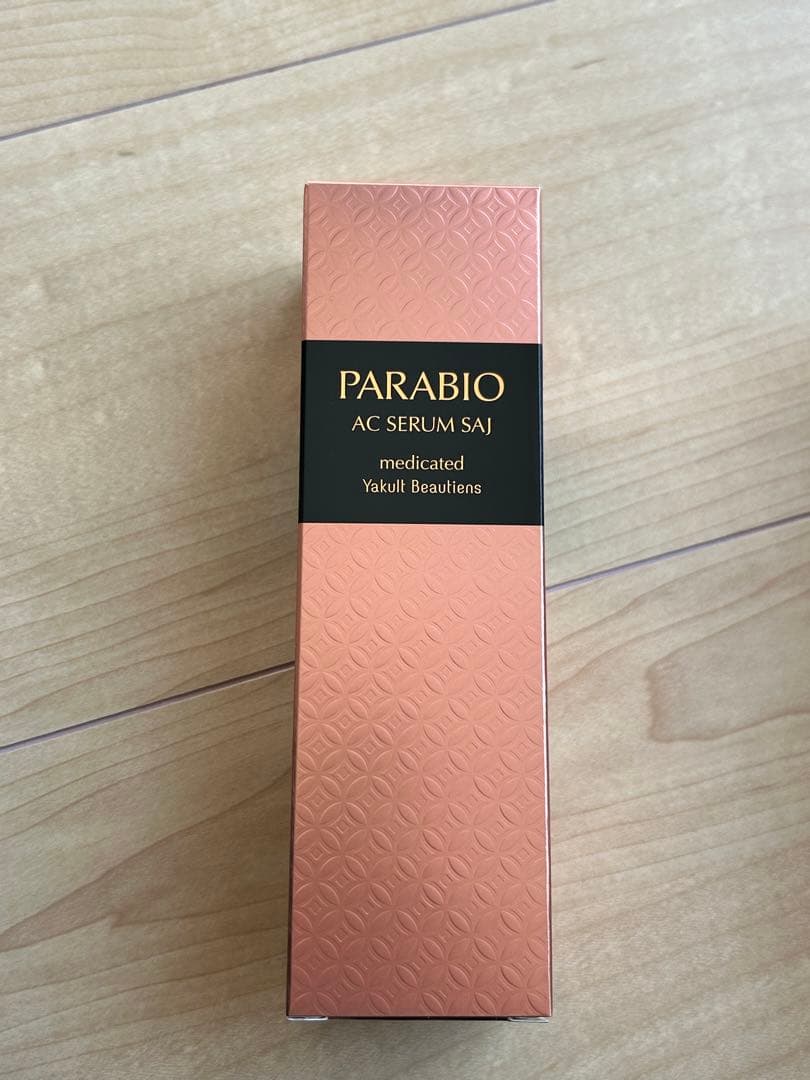 PARABIO
AC SERUM SAJ
medicated
Yakult Beautiens